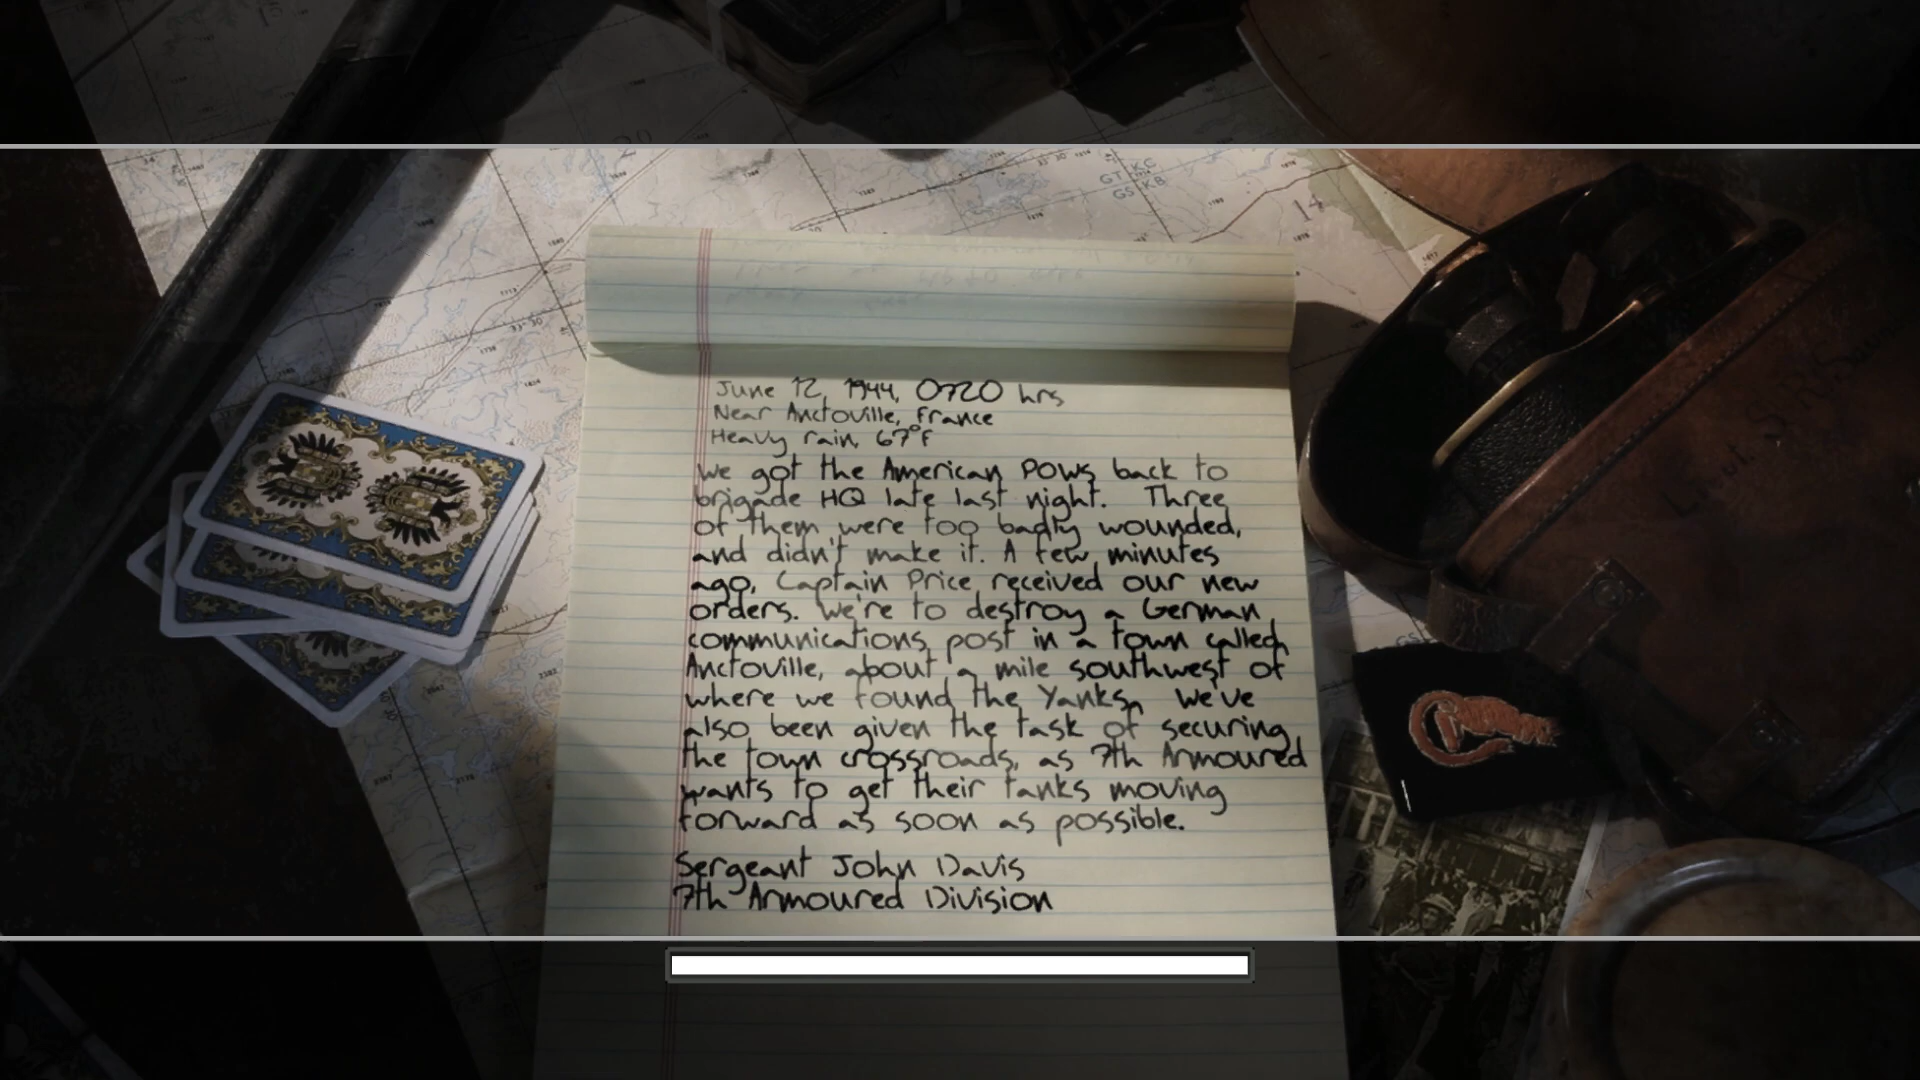 GT KC
GS KB
14
June 12, 1944, 0720 hrs
Near Anctoville, France
Heavy rain, 67°F
We got the American POWs back to
brigade HQ late last night. Three
of them were too badly wounded,
and didn't make it. A few minutes
ago, Captain Price received our new
orders. We're to destroy a German
communications post in a town called
Anctoville, about a mile southwest of
where we found the Yanks. We've
also been given the task of securing
the town crossroads, as 7th Armoured
wants to get their tanks moving
forward as soon as possible.
Sergeant John Davis
7th Armoured Division